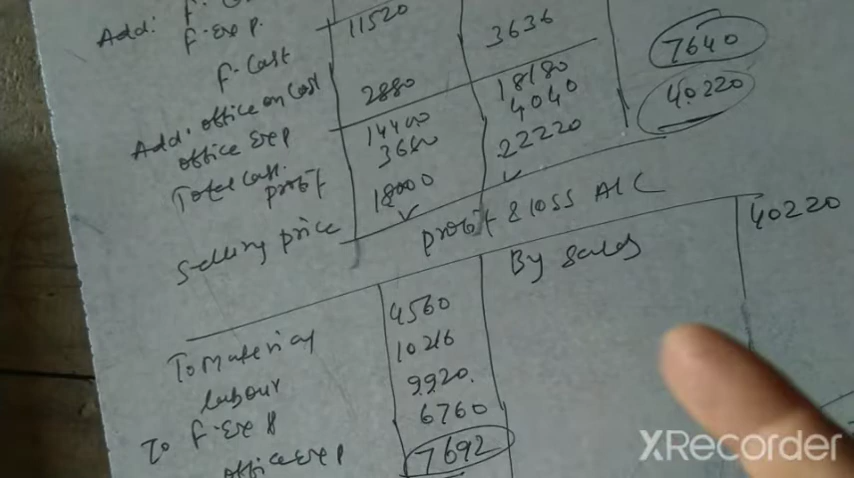 Add: F. Exp. 11520 3636 7640
F. Cost
Add. office on cost 2880 18180 40220
office Exp 14400 4040
Total cost. 3600 22220
profit 18000
Selling price
profit & loss A/C
By sales 40220
To Material 4560
labour 10216
To F. Exp 9920
office exp 6760
7692
XRecorder